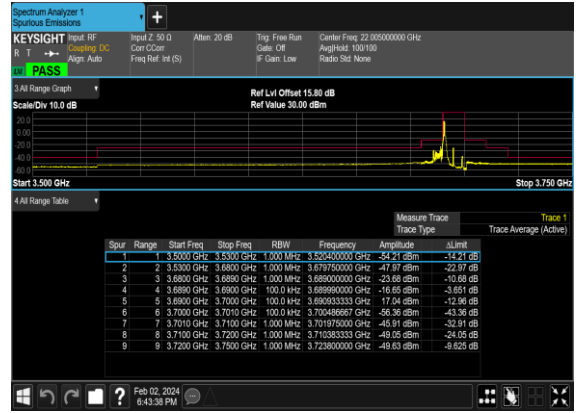 Spectrum Analyzer 1
Spurious Emissions
KEYSIGHT Input: RF Input Z: 50 Ω Atten: 20 dB Trig: Free Run Center Freq: 22.005000000 GHz
R T Coupling: DC Corr CCorr Gate: Off Avg|Hold: 100/100
Align: Auto Freq Ref: Int (S) IF Gain: Low Radio Std: None
PASS
3 All Range Graph
Ref Lvl Offset 15.80 dB
Scale/Div 10.0 dB Ref Value 30.00 dBm
20.0
0.00
-20.0
-40.0
-60.0
Start 3.500 GHz Stop 3.750 GHz
4 All Range Table
Measure Trace Trace 1
Trace Type Trace Average (Active)
Spur Range Start Freq Stop Freq RBW Frequency Amplitude ΔLimit
1 1 3.5000 GHz 3.5300 GHz 1.000 MHz 3.520400000 GHz -54.21 dBm -14.21 dB
2 2 3.5300 GHz 3.6800 GHz 1.000 MHz 3.679750000 GHz -47.97 dBm -22.97 dB
3 3 3.6800 GHz 3.6890 GHz 1.000 MHz 3.689000000 GHz -23.68 dBm -10.68 dB
4 4 3.6890 GHz 3.6900 GHz 100.0 kHz 3.689990000 GHz -16.65 dBm -3.651 dB
5 5 3.6900 GHz 3.7000 GHz 100.0 kHz 3.690933333 GHz 17.04 dBm -12.96 dB
6 6 3.7000 GHz 3.7010 GHz 100.0 kHz 3.700486667 GHz -56.36 dBm -43.36 dB
7 7 3.7010 GHz 3.7100 GHz 1.000 MHz 3.701975000 GHz -45.91 dBm -32.91 dB
8 8 3.7100 GHz 3.7200 GHz 1.000 MHz 3.710383333 GHz -49.05 dBm -24.05 dB
9 9 3.7200 GHz 3.7500 GHz 1.000 MHz 3.723800000 GHz -49.63 dBm -9.625 dB
Feb 02, 2024
6:43:38 PM